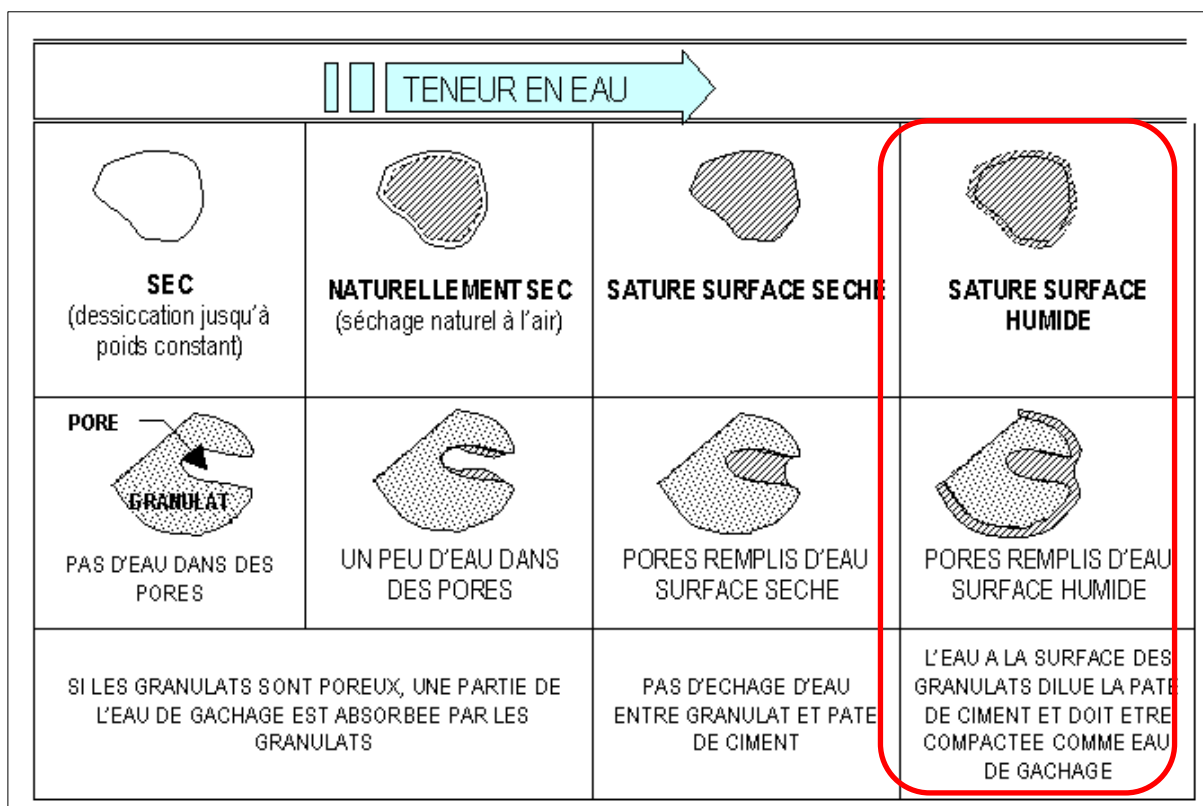 TENEUR EN EAU
SEC
(dessiccation jusqu'à
poids constant)
NATURELLEMENT SEC
(séchage naturel à l'air)
SATURE SURFACE SECHE
SATURE SURFACE
HUMIDE
PORE
GRANULAT
PAS D'EAU DANS DES
PORES
UN PEU D'EAU DANS
DES PORES
PORES REMPLIS D'EAU
SURFACE SECHE
PORES REMPLIS D'EAU
SURFACE HUMIDE
SI LES GRANULATS SONT POREUX, UNE PARTIE DE
L'EAU DE GACHAGE EST ABSORBEE PAR LES
GRANULATS
PAS D'ECHAGE D'EAU
ENTRE GRANULAT ET PATE
DE CIMENT
L'EAU A LA SURFACE DES
GRANULATS DILUE LA PATE
DE CIMENT ET DOIT ETRE
COMPACTEE COMME EAU
DE GACHAGE